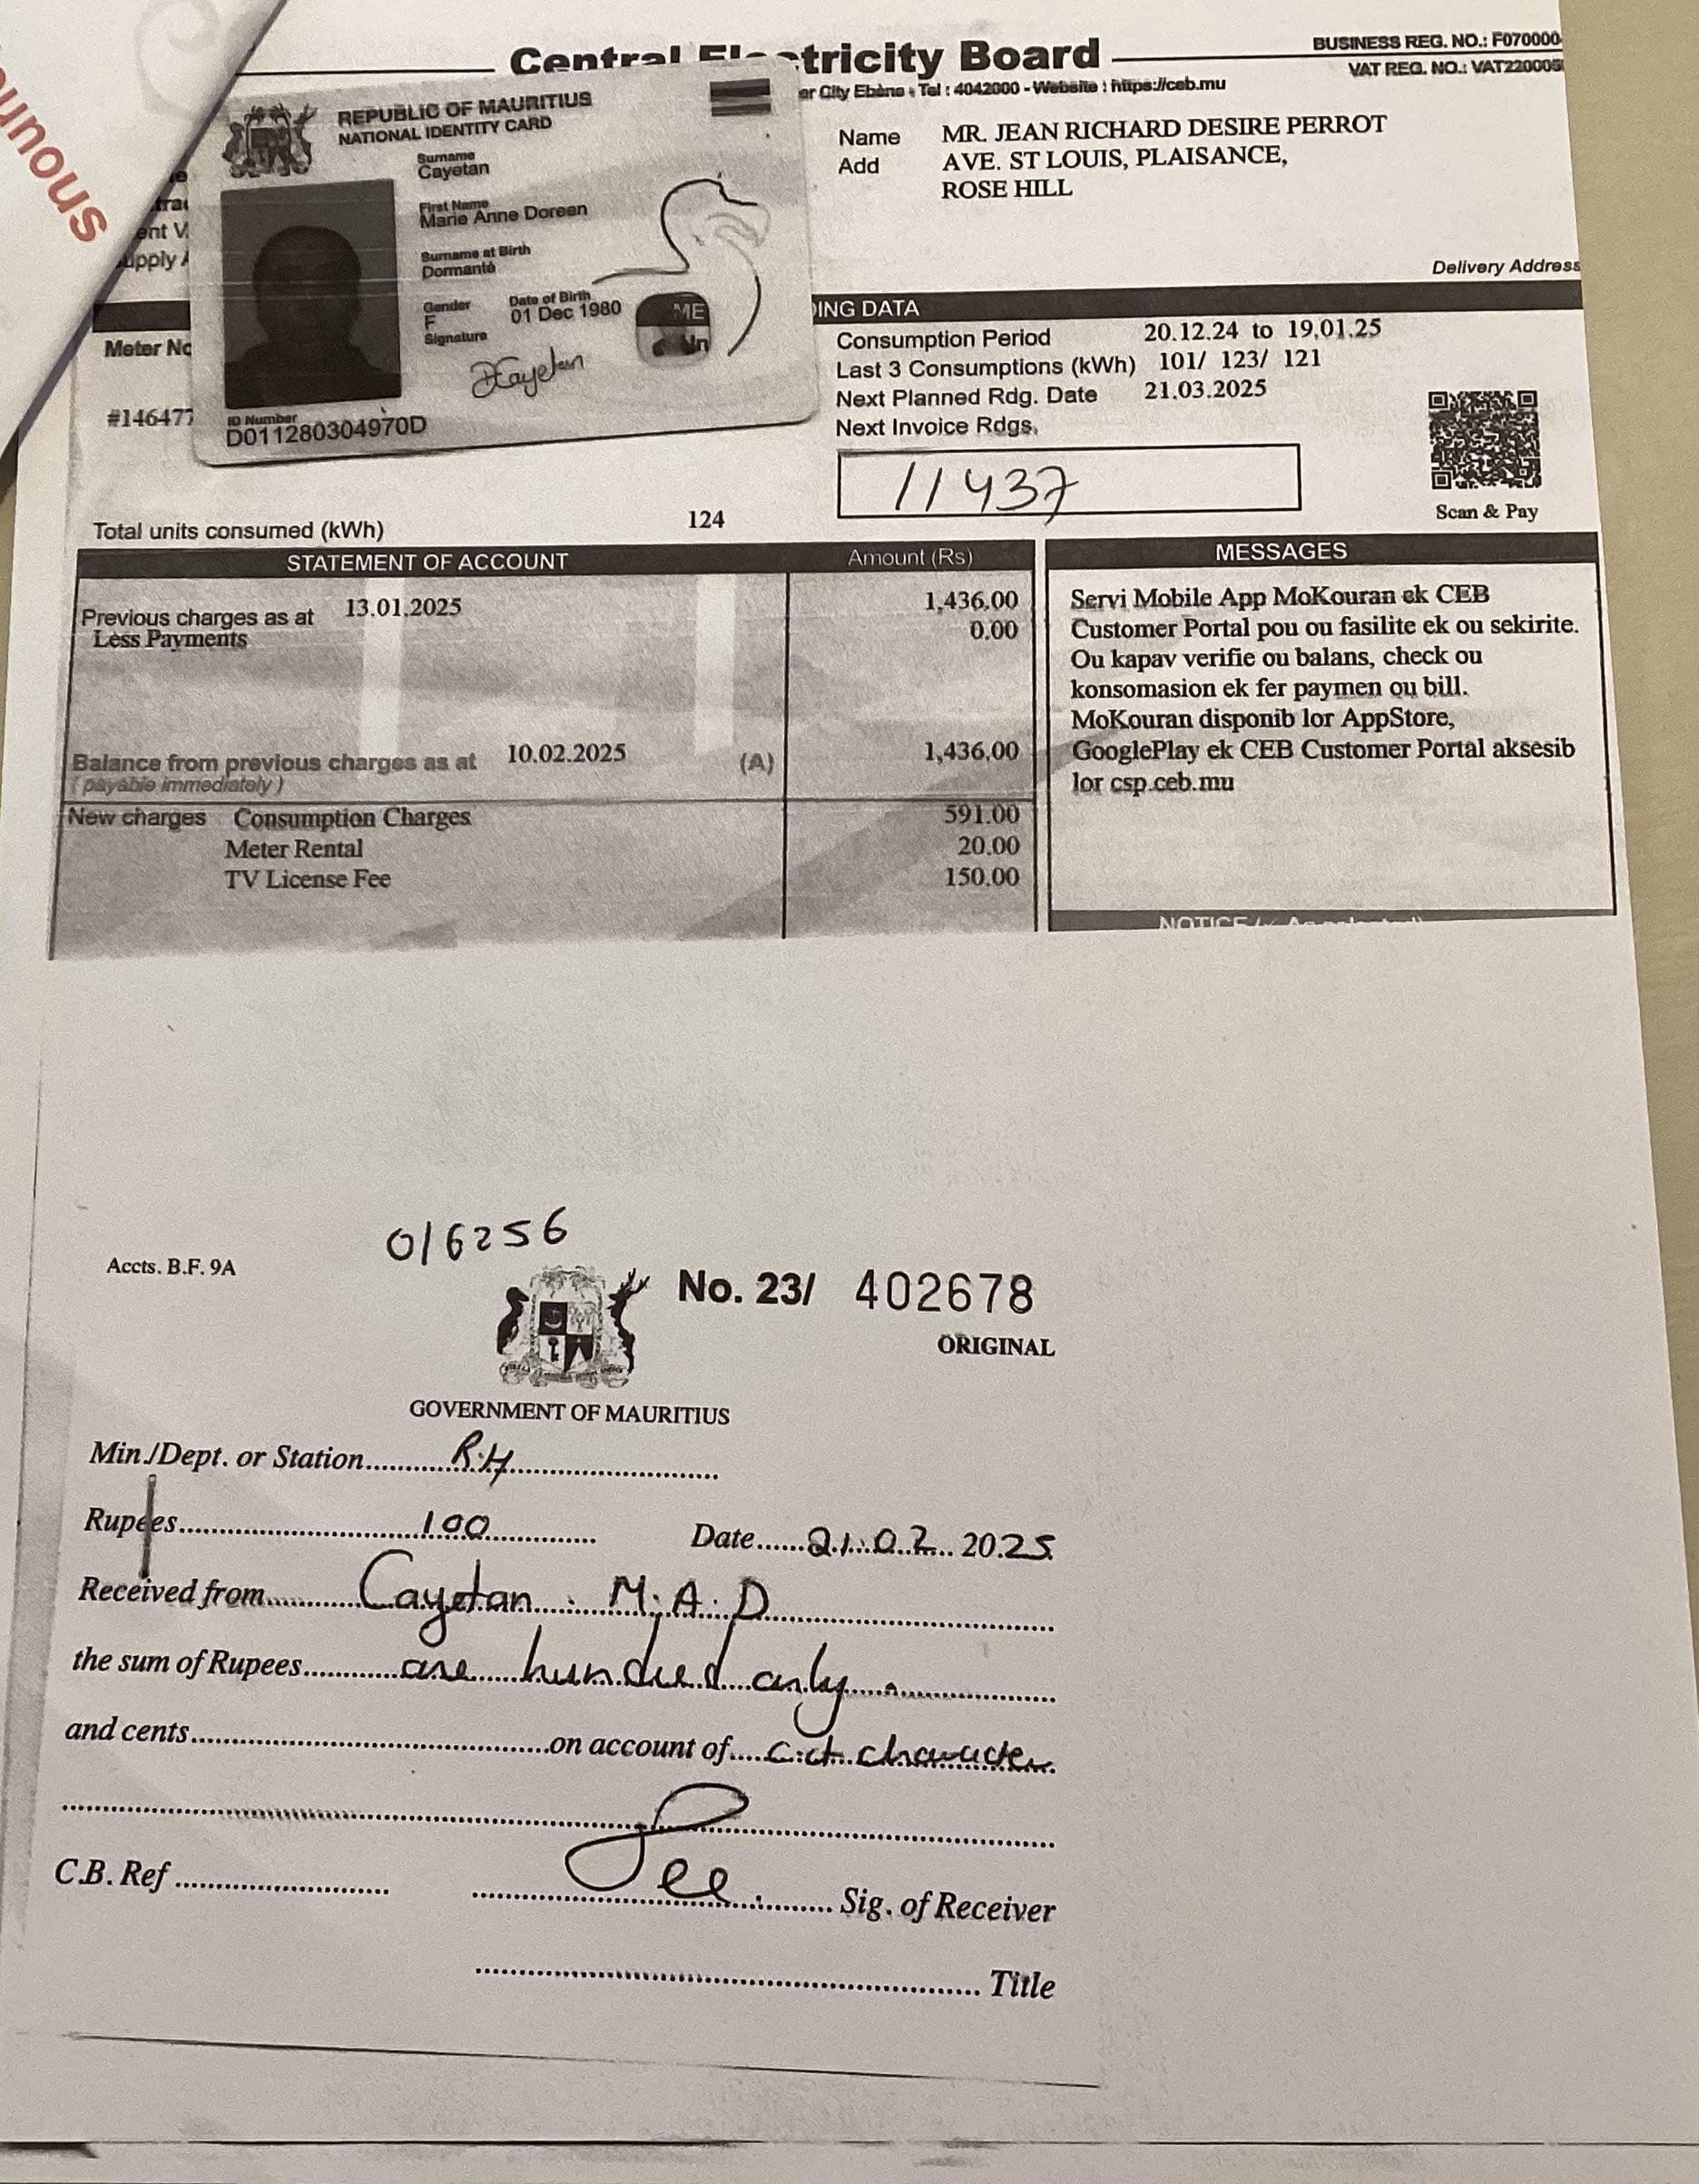 unous
Central Electricity Board
BUSINESS REG. NO.: F070000
VAT REG. NO.: VAT220005
er City Ebène - Tel : 4042000 - Website : https://ceb.mu
REPUBLIC OF MAURITIUS
NATIONAL IDENTITY CARD
Surname
Cayetan
First Name
Marie Anne Doreen
Surname at Birth
Dormanté
Gender
F
Date of Birth
01 Dec 1980
Signature
DCayetan
ID Number
D011280304970D
Name MR. JEAN RICHARD DESIRE PERROT
Add AVE. ST LOUIS, PLAISANCE,
ROSE HILL
Delivery Address
ent V
upply A
Meter No
#146477
ING DATA
Consumption Period 20.12.24 to 19.01.25
Last 3 Consumptions (kWh) 101/ 123/ 121
Next Planned Rdg. Date 21.03.2025
Next Invoice Rdgs.
11437
Scan & Pay
Total units consumed (kWh) 124
STATEMENT OF ACCOUNT Amount (Rs)
Previous charges as at 13.01.2025 1,436.00
Less Payments 0.00
Balance from previous charges as at 10.02.2025 (A) 1,436.00
( payable immediately )
New charges Consumption Charges 591.00
Meter Rental 20.00
TV License Fee 150.00
MESSAGES
Servi Mobile App MoKouran ek CEB
Customer Portal pou ou fasilite ek ou sekirite.
Ou kapav verifie ou balans, check ou
konsomasion ek fer paymen ou bill.
MoKouran disponib lor AppStore,
GooglePlay ek CEB Customer Portal aksesib
lor csp.ceb.mu
NOTICE
016256
Accts. B.F. 9A
No. 23/ 402678
ORIGINAL
GOVERNMENT OF MAURITIUS
Min./Dept. or Station R.H
Rupees 100 Date 21.02. 2025
Received from Cayetan . M.A.D
the sum of Rupees one hundred only
and cents on account of cert character
C.B. Ref Sig. of Receiver
Title